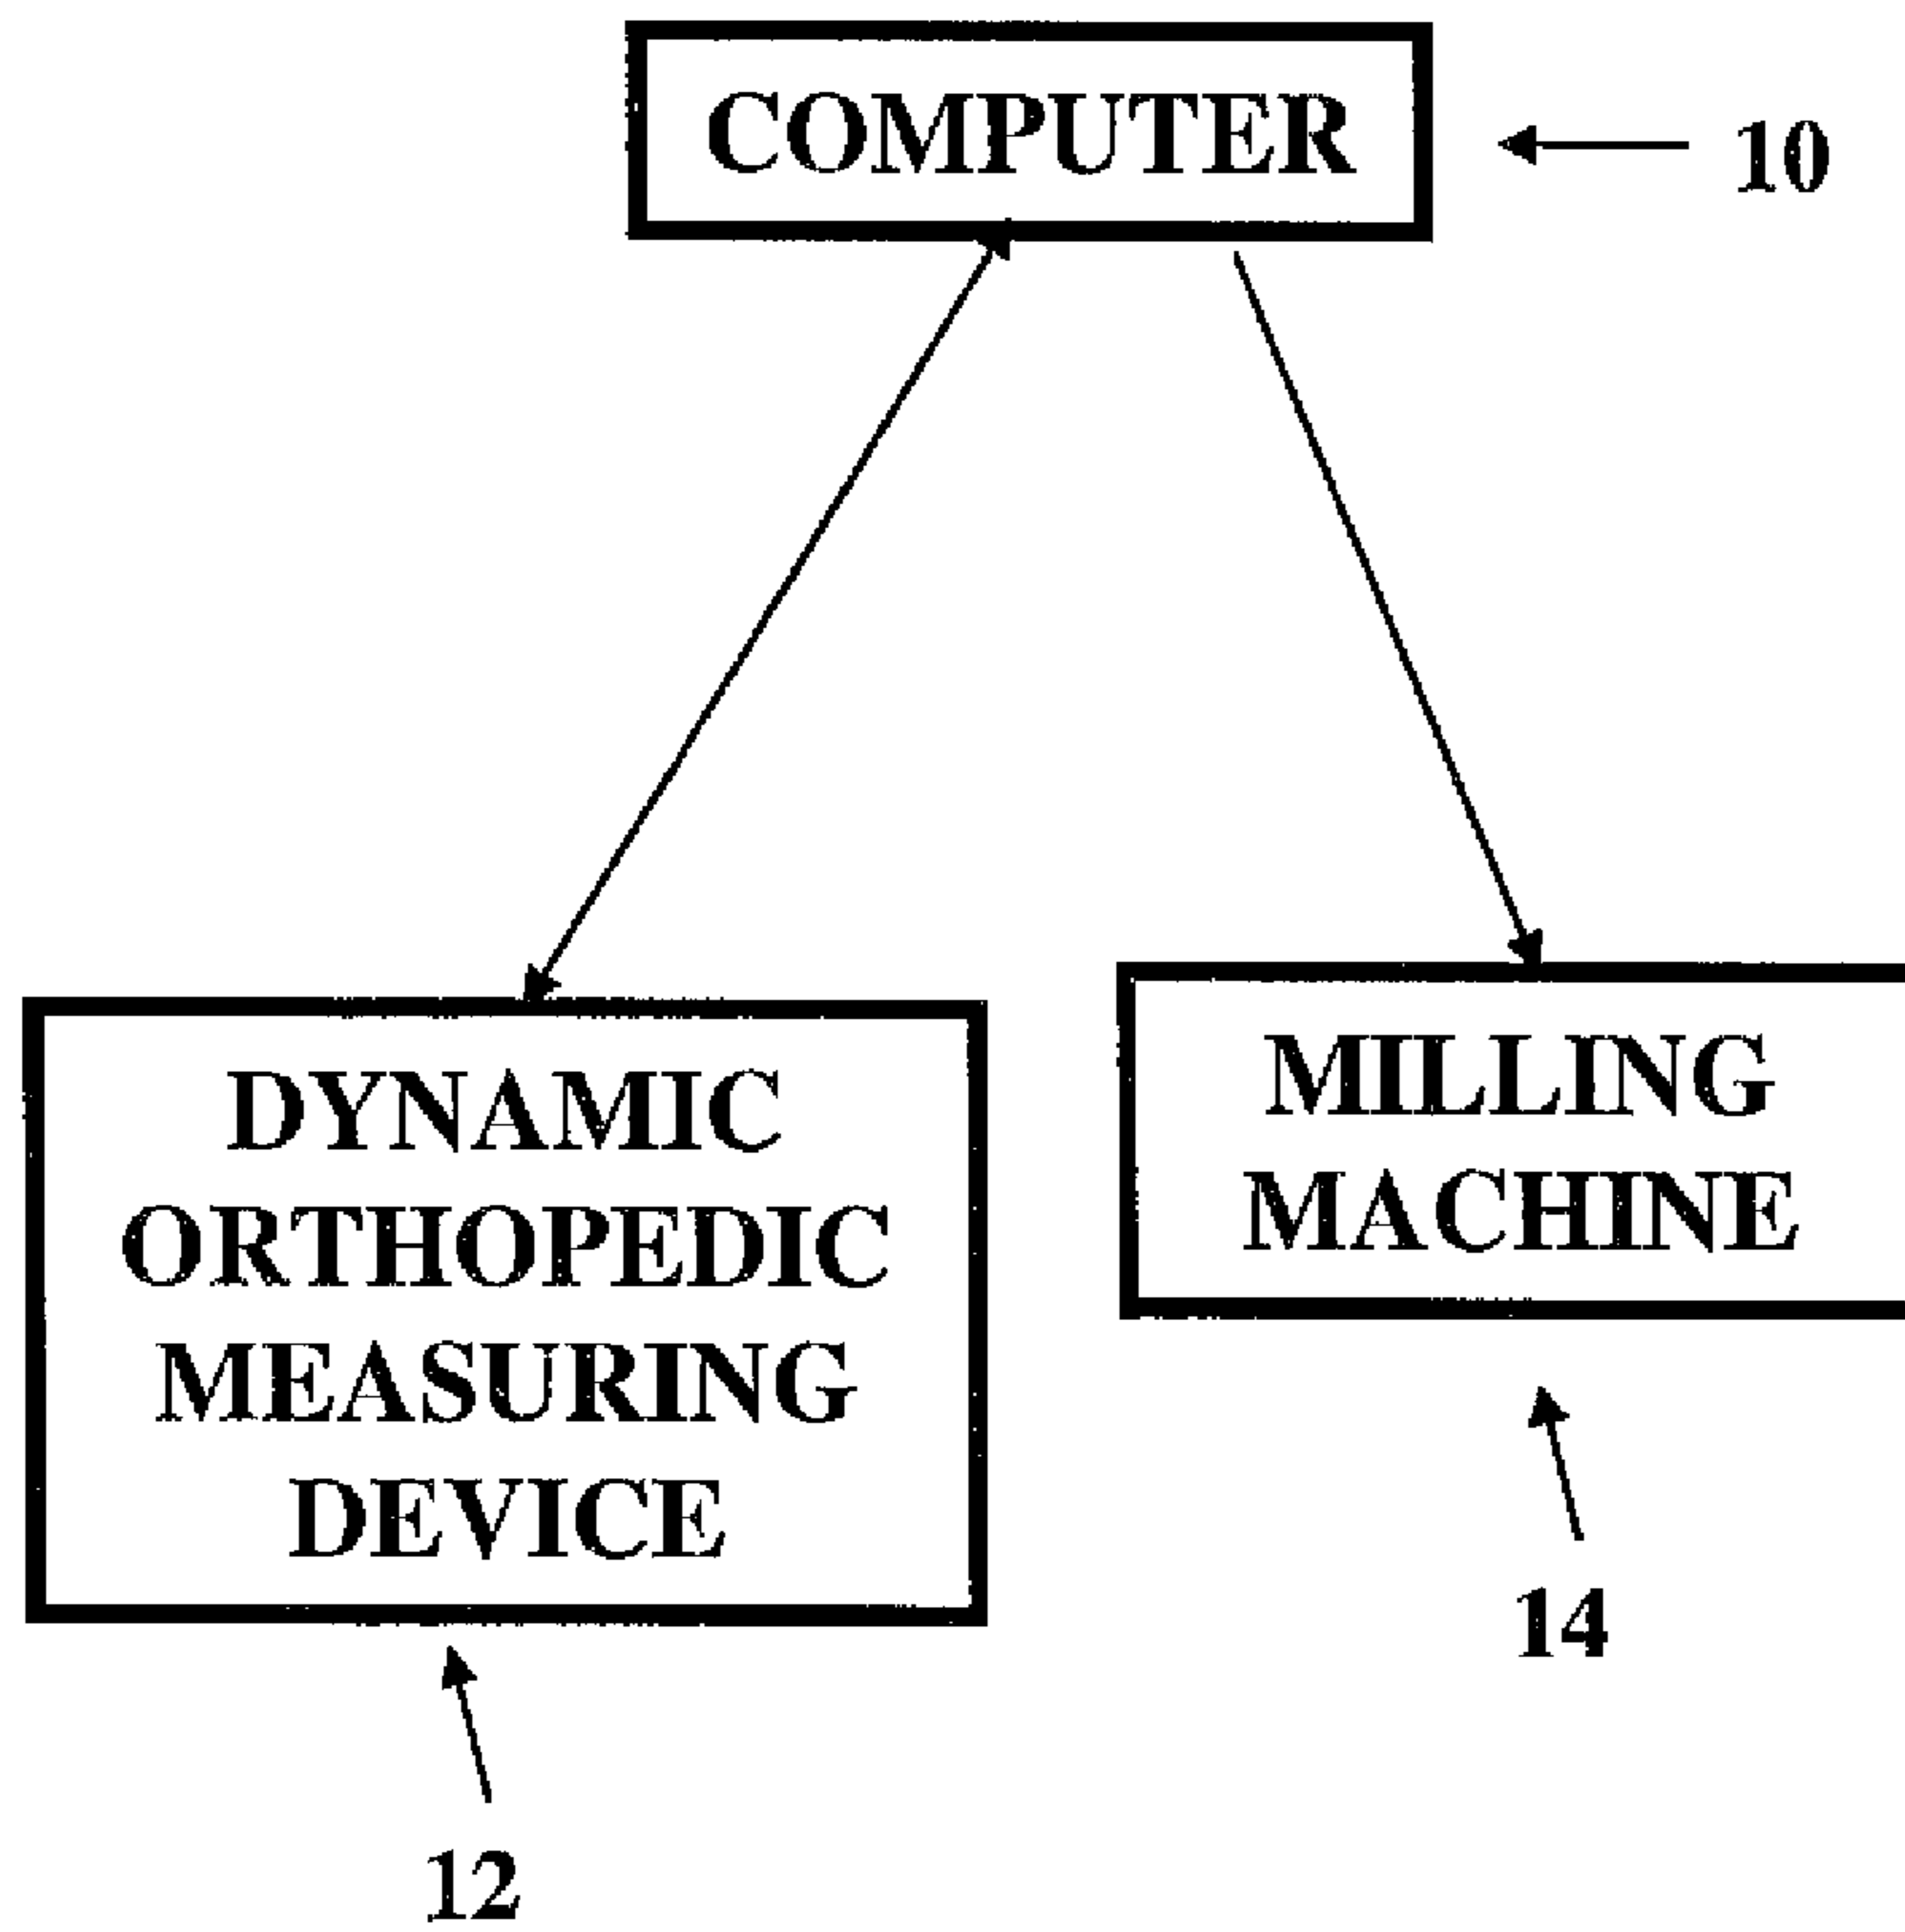 COMPUTER
10
DYNAMIC
ORTHOPEDIC
MEASURING
DEVICE
MILLING
MACHINE
14
12